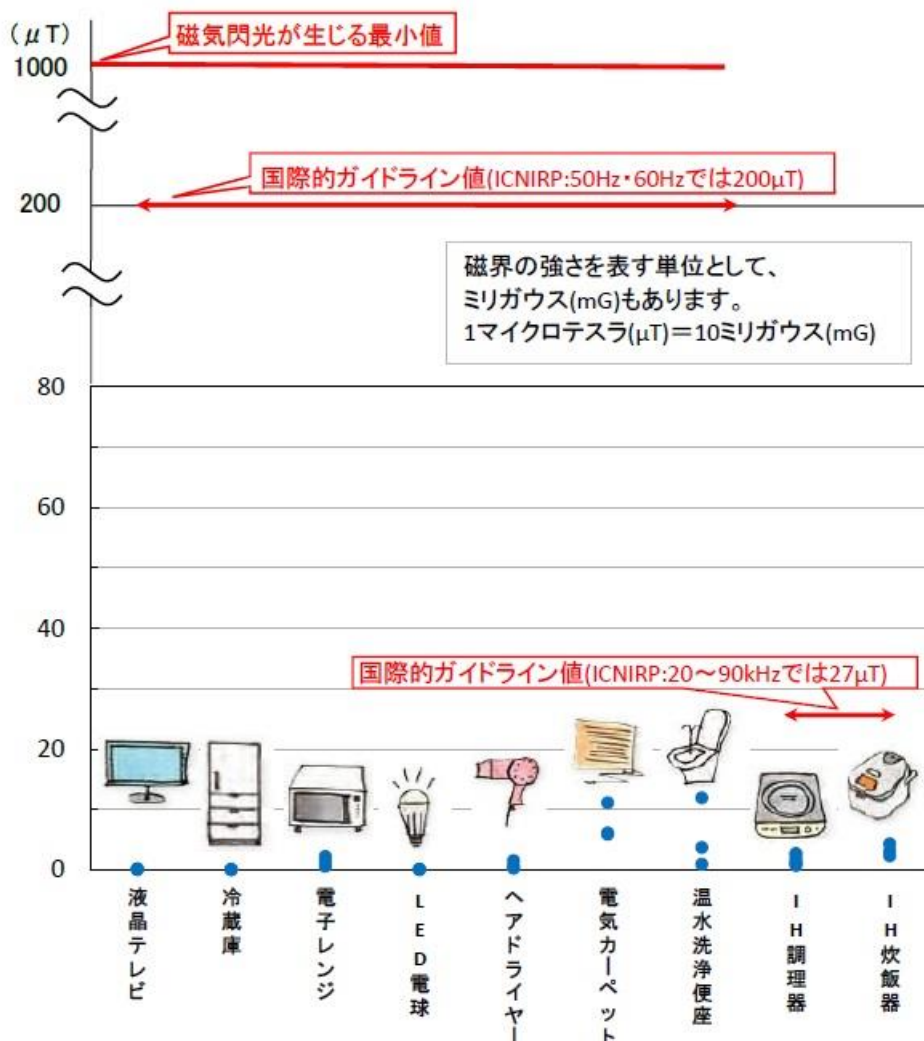 (μT)
磁気閃光が生じる最小値
1000
国際的ガイドライン値(ICNIRP:50Hz・60Hzでは200μT)
200
磁界の強さを表す単位として、
ミリガウス(mG)もあります。
1マイクロテスラ(μT)＝10ミリガウス(mG)
80
60
40
国際的ガイドライン値(ICNIRP:20～90kHzでは27μT)
20
0
液晶テレビ
冷蔵庫
電子レンジ
LED電球
ヘアドライヤー
電気カーペット
温水洗浄便座
IH調理器
IH炊飯器